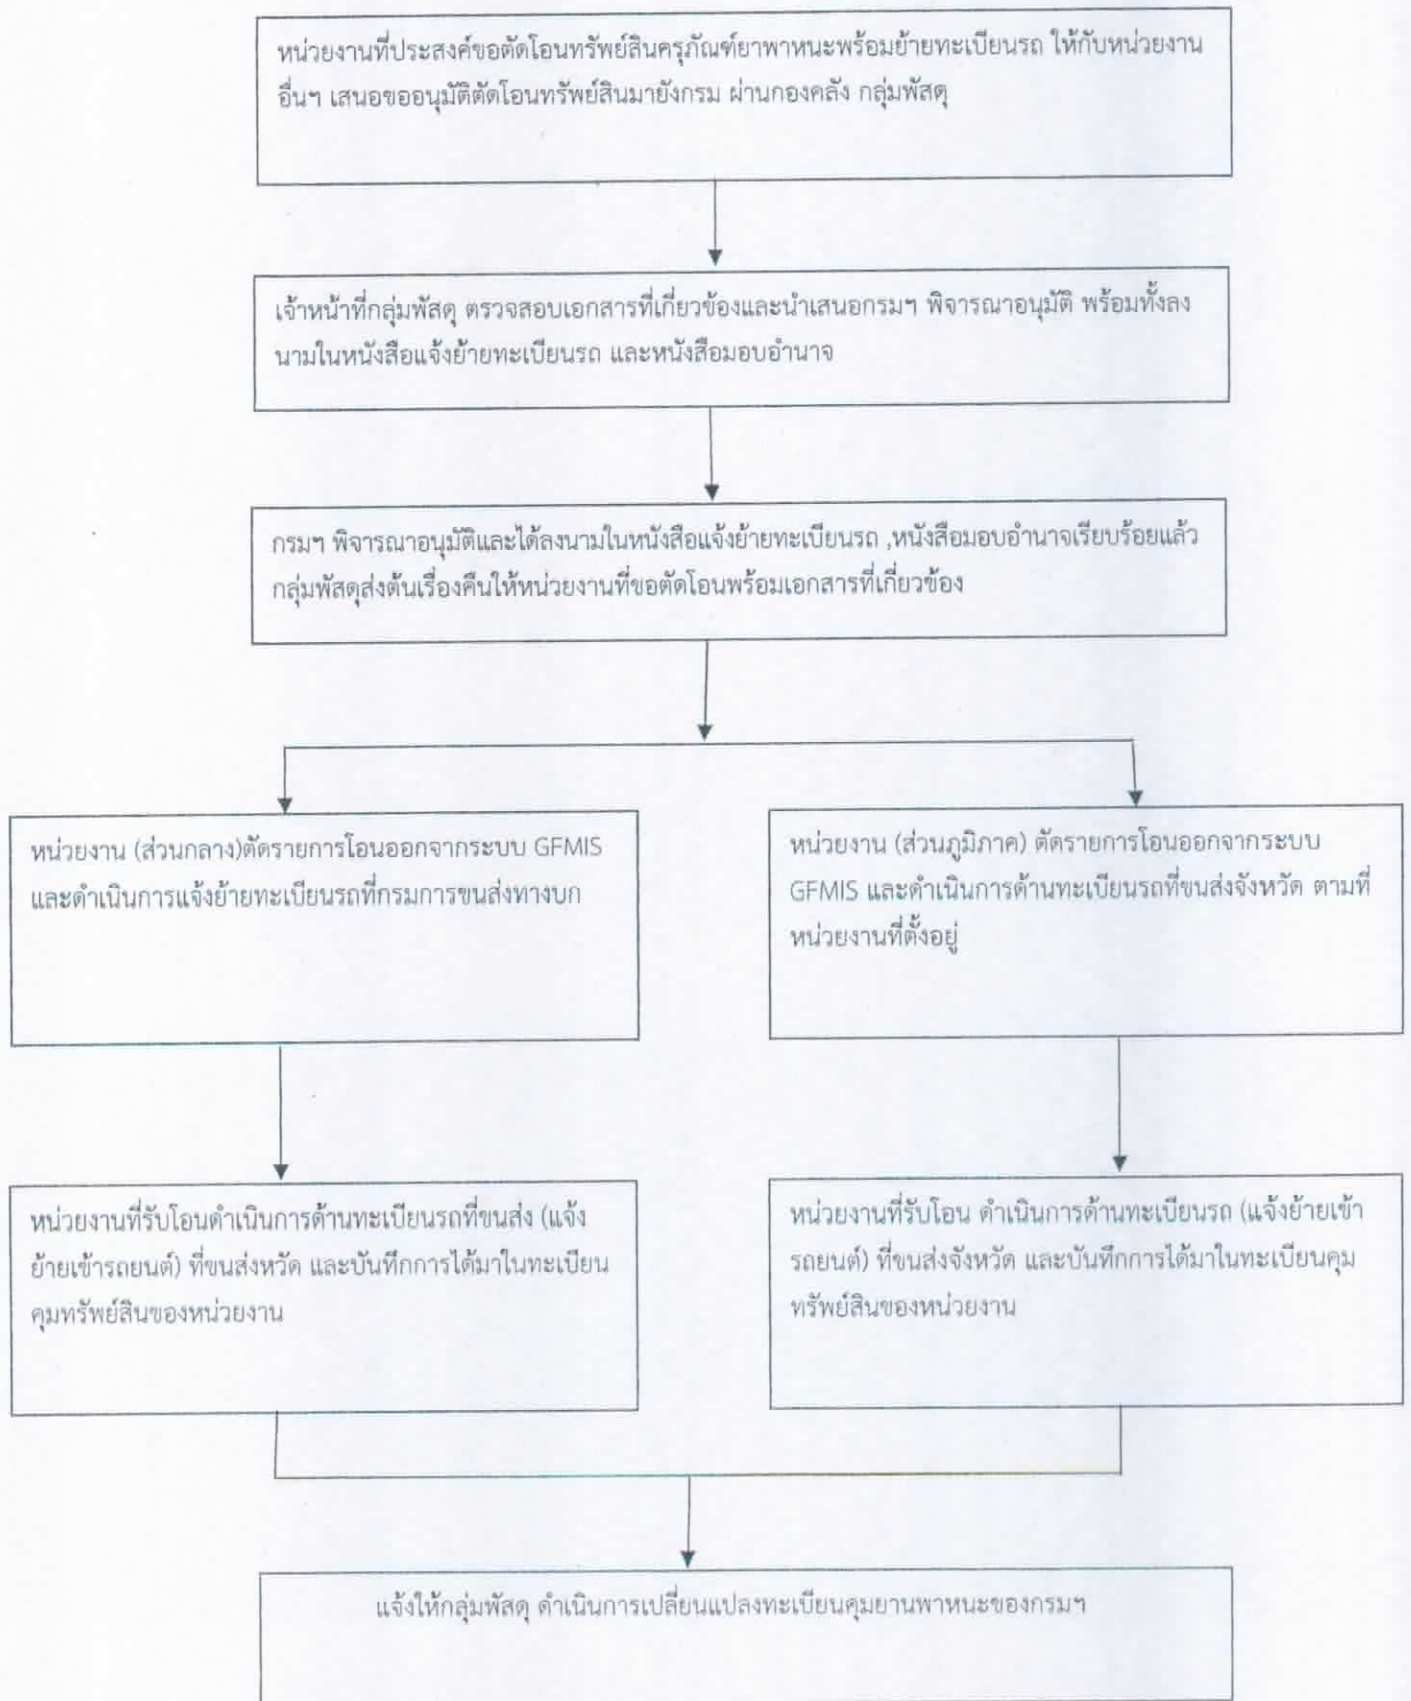 หน่วยงานที่ประสงค์ขอตัดโอนทรัพย์สินครุภัณฑ์ยาพาหนะพร้อมย้ายทะเบียนรถ ให้กับหน่วยงาน
อื่นๆ เสนอขออนุมัติตัดโอนทรัพย์สินมายังกรม ผ่านกองคลัง กลุ่มพัสดุ
เจ้าหน้าที่กลุ่มพัสดุ ตรวจสอบเอกสารที่เกี่ยวข้องและนำเสนอกรมฯ พิจารณาอนุมัติ พร้อมทั้งลง
นามในหนังสือแจ้งย้ายทะเบียนรถ และหนังสือมอบอำนาจ
กรมฯ พิจารณาอนุมัติและได้ลงนามในหนังสือแจ้งย้ายทะเบียนรถ ,หนังสือมอบอำนาจเรียบร้อยแล้ว
กลุ่มพัสดุส่งต้นเรื่องคืนให้หน่วยงานที่ขอตัดโอนพร้อมเอกสารที่เกี่ยวข้อง
หน่วยงาน (ส่วนกลาง)ตัดรายการโอนออกจากระบบ GFMIS
และดำเนินการแจ้งย้ายทะเบียนรถที่กรมการขนส่งทางบก
หน่วยงาน (ส่วนภูมิภาค) ตัดรายการโอนออกจากระบบ
GFMIS และดำเนินการด้านทะเบียนรถที่ขนส่งจังหวัด ตามที่
หน่วยงานที่ตั้งอยู่
หน่วยงานที่รับโอนดำเนินการด้านทะเบียนรถที่ขนส่ง (แจ้ง
ย้ายเข้ารถยนต์) ที่ขนส่งหวัด และบันทึกการได้มาในทะเบียน
คุมทรัพย์สินของหน่วยงาน
หน่วยงานที่รับโอน ดำเนินการด้านทะเบียนรถ (แจ้งย้ายเข้า
รถยนต์) ที่ขนส่งจังหวัด และบันทึกการได้มาในทะเบียนคุม
ทรัพย์สินของหน่วยงาน
แจ้งให้กลุ่มพัสดุ ดำเนินการเปลี่ยนแปลงทะเบียนคุมยานพาหนะของกรมฯ